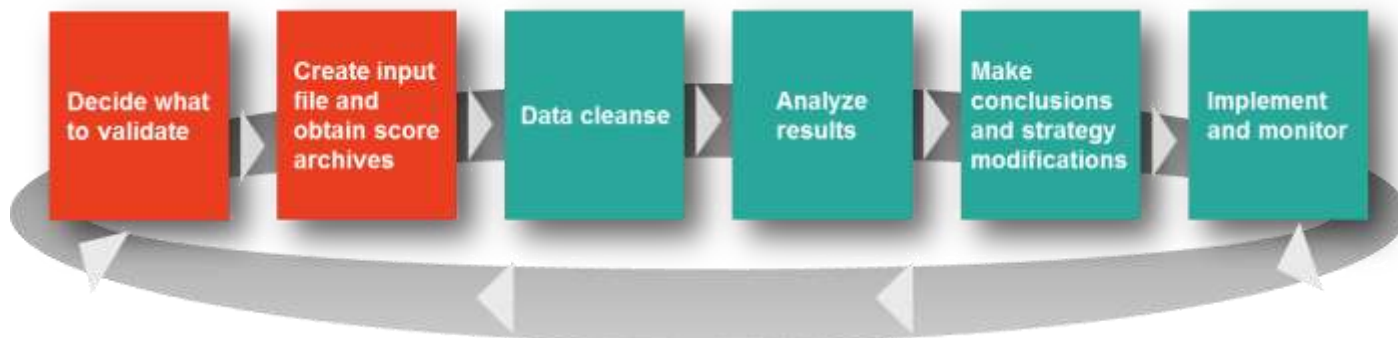 Decide what
to validate
Create input
file and
obtain score
archives
Data cleanse
Analyze
results
Make
conclusions
and strategy
modifications
Implement
and monitor